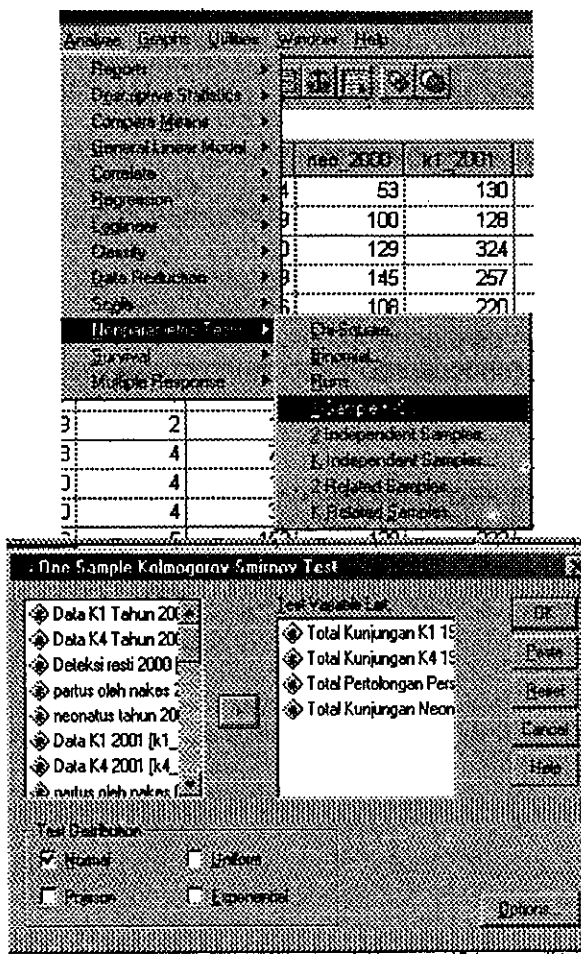 Analyze Graphs Utilities Window Help
Reports
Descriptive Statistics
Compare Means
General Linear Model
Correlate
Regression
Loglinear
Classify
Data Reduction
Scale
Nonparametric Tests
Survival
Multiple Response
neo_2000 k1_2001
53 130
100 128
129 324
145 257
108 220
Chi-Square...
Binomial...
Runs...
1-Sample K-S...
2 Independent Samples...
K Independent Samples...
2 Related Samples...
K Related Samples...
2
4
4
4
One Sample Kolmogorov Smirnov Test
Data K1 Tahun 200
Data K4 Tahun 200
Deteksi resti 2000 [
partus oleh nakes 2
neonatus tahun 20
Data K1 2001 [k1_
Data K4 2001 [k4_
partus oleh nakes [
Test Variable List:
Total Kunjungan K1 19
Total Kunjungan K4 19
Total Pertolongan Pers
Total Kunjungan Neon
OK
Paste
Reset
Cancel
Help
Test Distribution
Normal Uniform
Poisson Exponential
Options...